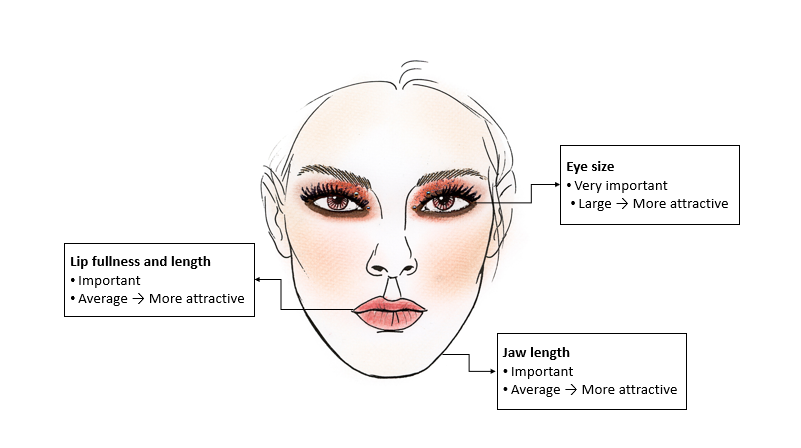 Eye size
• Very important
• Large → More attractive
Lip fullness and length
• Important
• Average → More attractive
Jaw length
• Important
• Average → More attractive